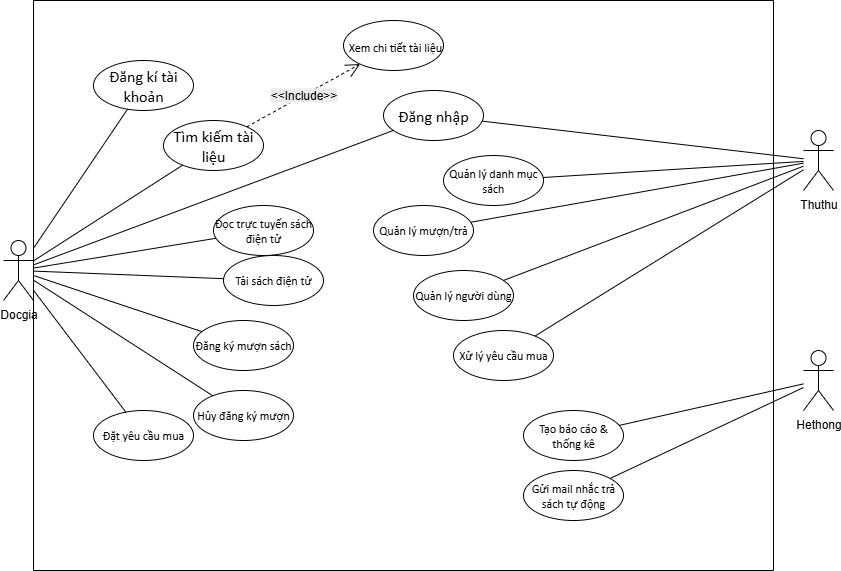 Xem chi tiết tài liệu
Đăng kí tài
khoản
<<Include>>
Đăng nhập
Tìm kiếm tài
liệu
Quản lý danh mục
sách
Thuthu
Đọc trực tuyến sách
điện tử
Quản lý mượn/trả
Tải sách điện tử
Quản lý người dùng
Docgia
Đăng ký mượn sách
Xử lý yêu cầu mua
Hủy đăng ký mượn
Đặt yêu cầu mua
Tạo báo cáo &
thống kê
Hethong
Gửi mail nhắc trả
sách tự động